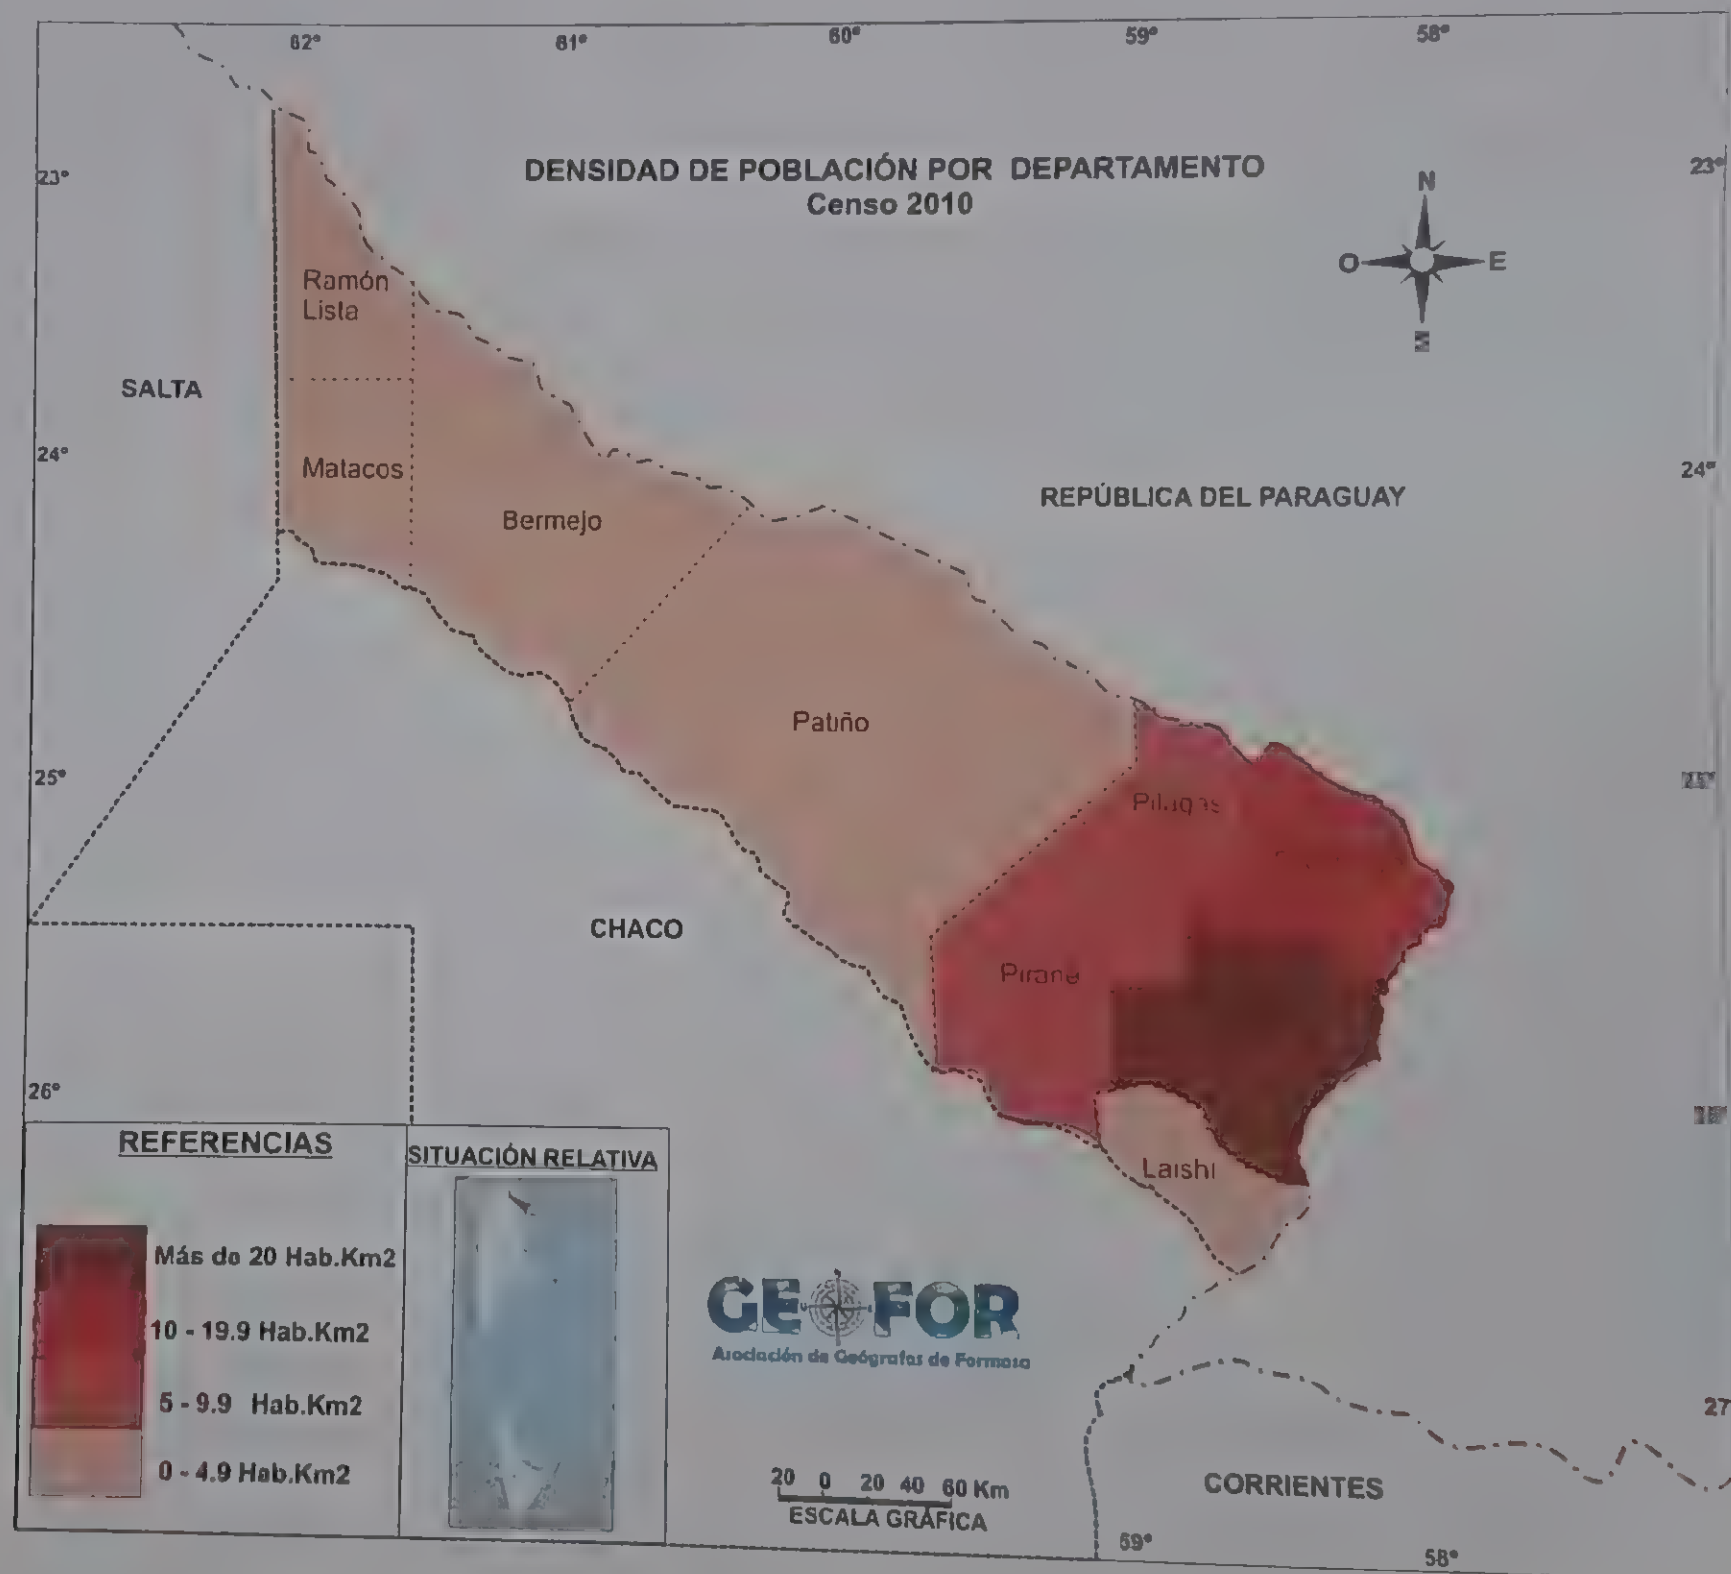 62°
61°
60°
59°
58°
DENSIDAD DE POBLACIÓN POR DEPARTAMENTO
Censo 2010
23°
23°
N
O
E
Ramón
Lista
SALTA
24°
24°
Matacos
REPÚBLICA DEL PARAGUAY
Bermejo
Patiño
25°
CHACO
Pirané
26°
Laishi
REFERENCIAS
Más de 20 Hab.Km2
10 - 19.9 Hab.Km2
5 - 9.9 Hab.Km2
0 - 4.9 Hab.Km2
SITUACIÓN RELATIVA
GEOFOR
Asociación de Geógrafos de Formosa
20 0 20 40 60 Km
ESCALA GRÁFICA
CORRIENTES
27
59°
58°